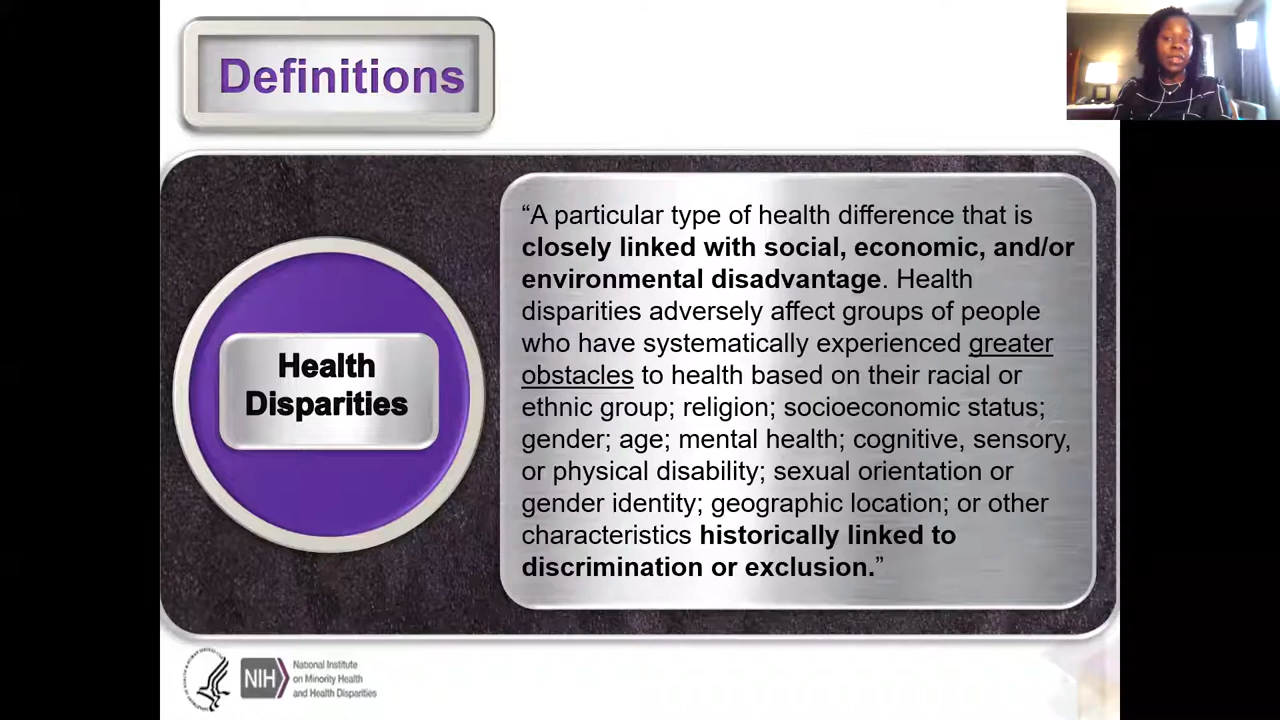 Definitions
Health
Disparities
“A particular type of health difference that is
closely linked with social, economic, and/or
environmental disadvantage. Health
disparities adversely affect groups of people
who have systematically experienced greater
obstacles to health based on their racial or
ethnic group; religion; socioeconomic status;
gender; age; mental health; cognitive, sensory,
or physical disability; sexual orientation or
gender identity; geographic location; or other
characteristics historically linked to
discrimination or exclusion.”
NIH
National Institute
on Minority Health
and Health Disparities